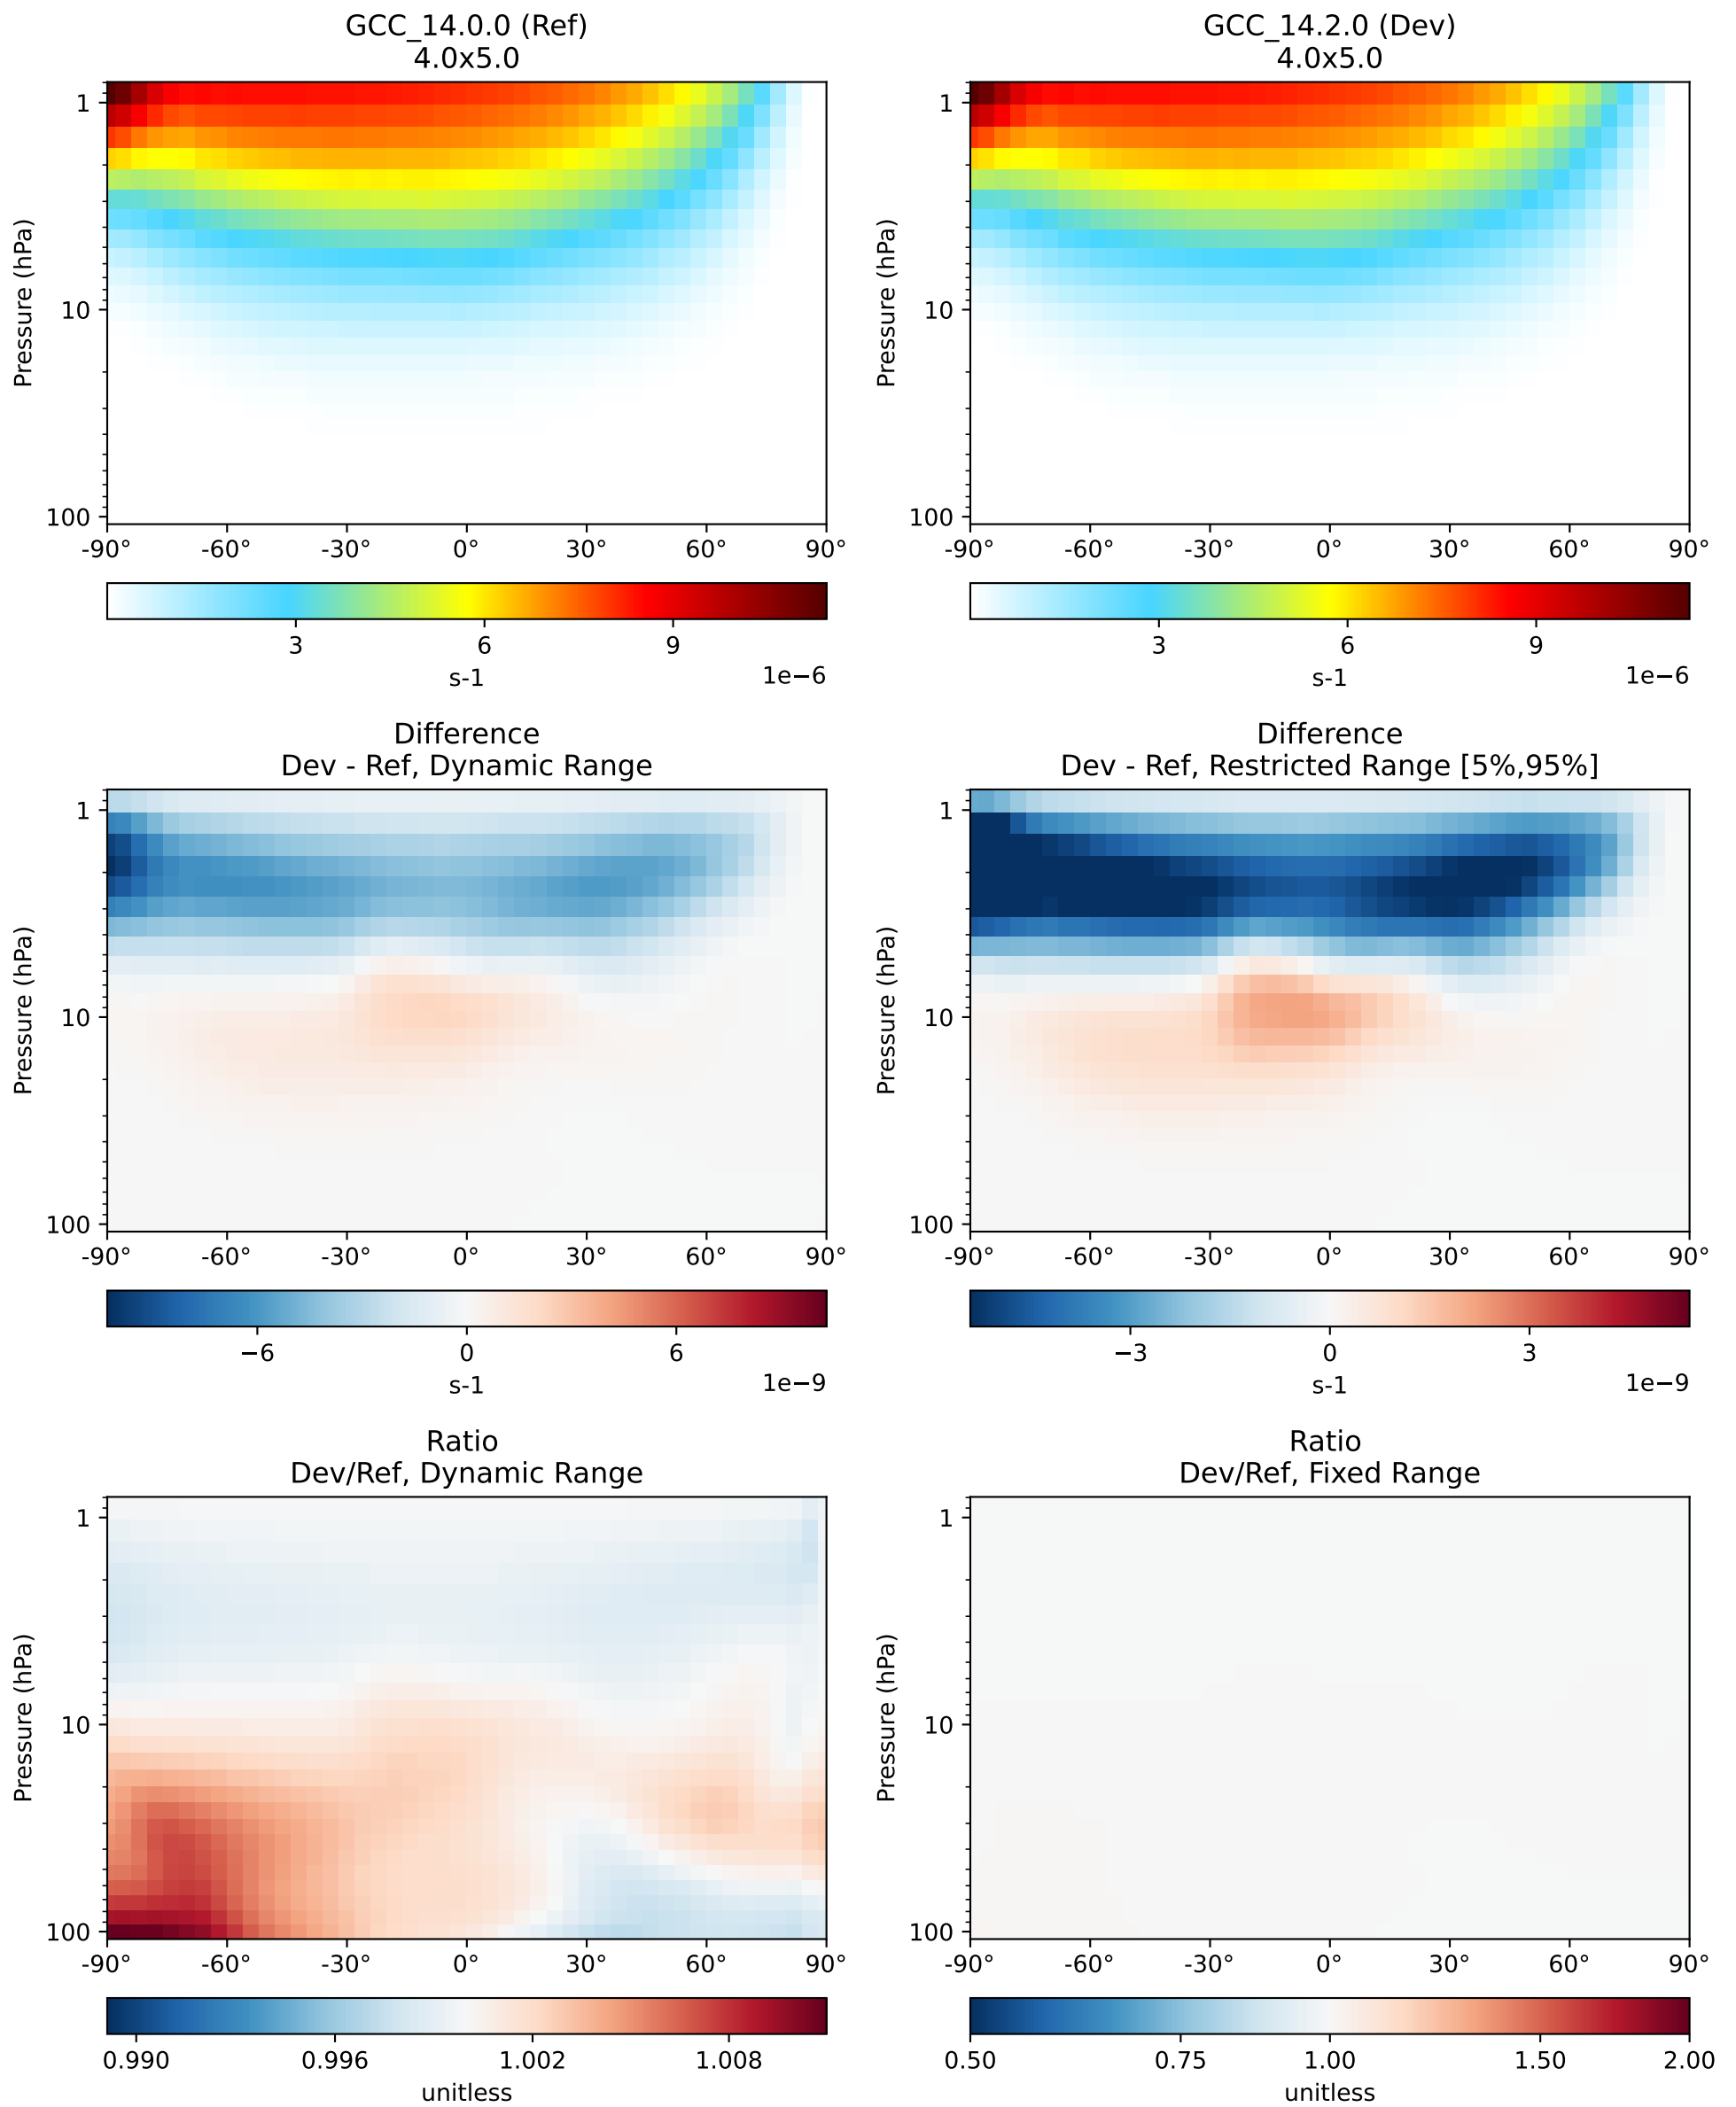 GCC_14.0.0 (Ref)
4.0x5.0
Pressure (hPa)
1
10
100
-90° -60° -30° 0° 30° 60° 90°
3 6 9
s-1 1e−6
GCC_14.2.0 (Dev)
4.0x5.0
Pressure (hPa)
1
10
100
-90° -60° -30° 0° 30° 60° 90°
3 6 9
s-1 1e−6
Difference
Dev - Ref, Dynamic Range
Pressure (hPa)
1
10
100
-90° -60° -30° 0° 30° 60° 90°
−6 0 6
s-1 1e−9
Difference
Dev - Ref, Restricted Range [5%,95%]
Pressure (hPa)
1
10
100
-90° -60° -30° 0° 30° 60° 90°
−3 0 3
s-1 1e−9
Ratio
Dev/Ref, Dynamic Range
Pressure (hPa)
1
10
100
-90° -60° -30° 0° 30° 60° 90°
0.990 0.996 1.002 1.008
unitless
Ratio
Dev/Ref, Fixed Range
Pressure (hPa)
1
10
100
-90° -60° -30° 0° 30° 60° 90°
0.50 0.75 1.00 1.50 2.00
unitless